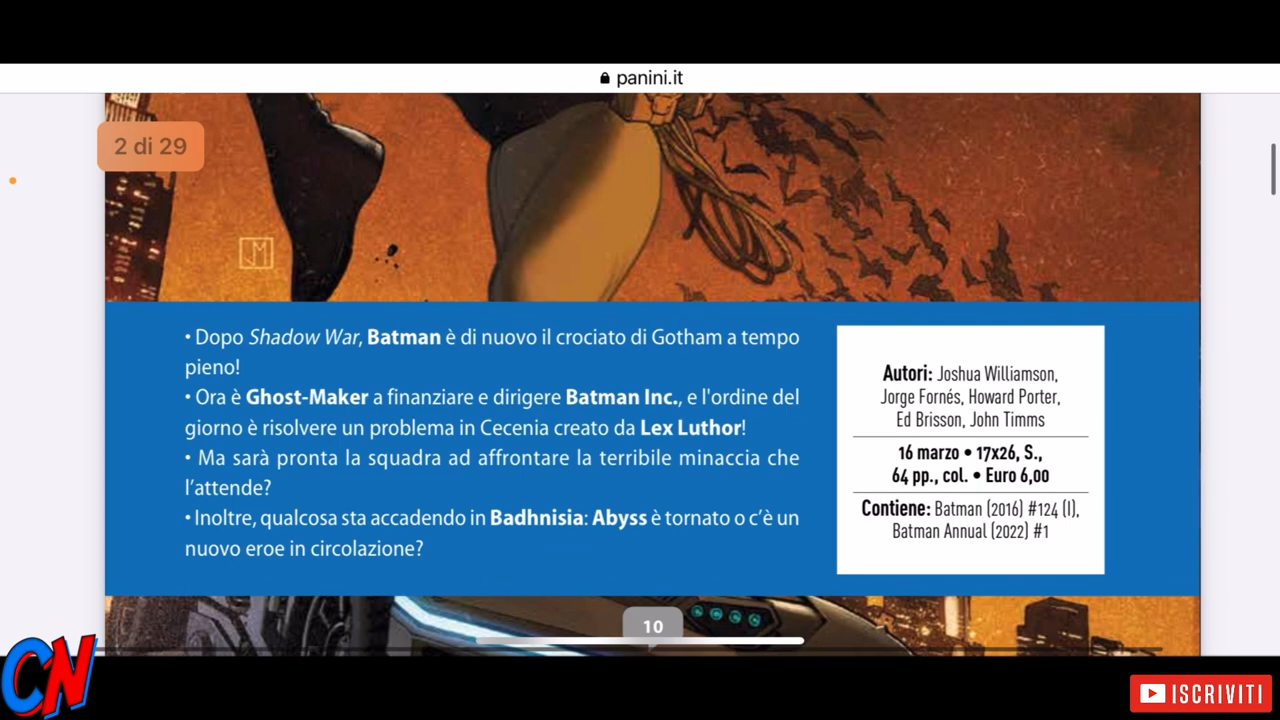 panini.it
2 di 29
JM
• Dopo Shadow War, Batman è di nuovo il crociato di Gotham a tempo
pieno!
• Ora è Ghost-Maker a finanziare e dirigere Batman Inc., e l'ordine del
giorno è risolvere un problema in Cecenia creato da Lex Luthor!
• Ma sarà pronta la squadra ad affrontare la terribile minaccia che
l'attende?
• Inoltre, qualcosa sta accadendo in Badhnisia: Abyss è tornato o c'è un
nuovo eroe in circolazione?
Autori: Joshua Williamson,
Jorge Fornés, Howard Porter,
Ed Brisson, John Timms
16 marzo • 17x26, S.,
64 pp., col. • Euro 6,00
Contiene: Batman (2016) #124 (I),
Batman Annual (2022) #1
10
CN
ISCRIVITI